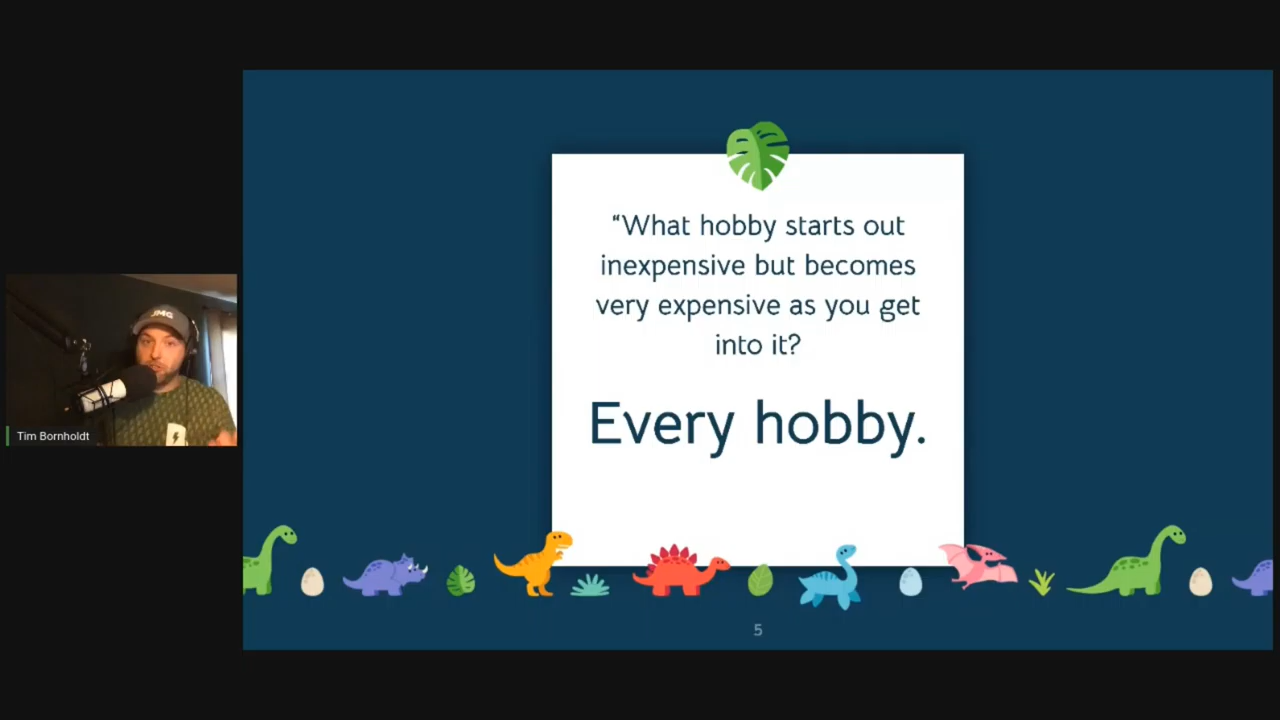 “What hobby starts out
inexpensive but becomes
very expensive as you get
into it?
Every hobby.
JMG
Tim Bornholdt
5